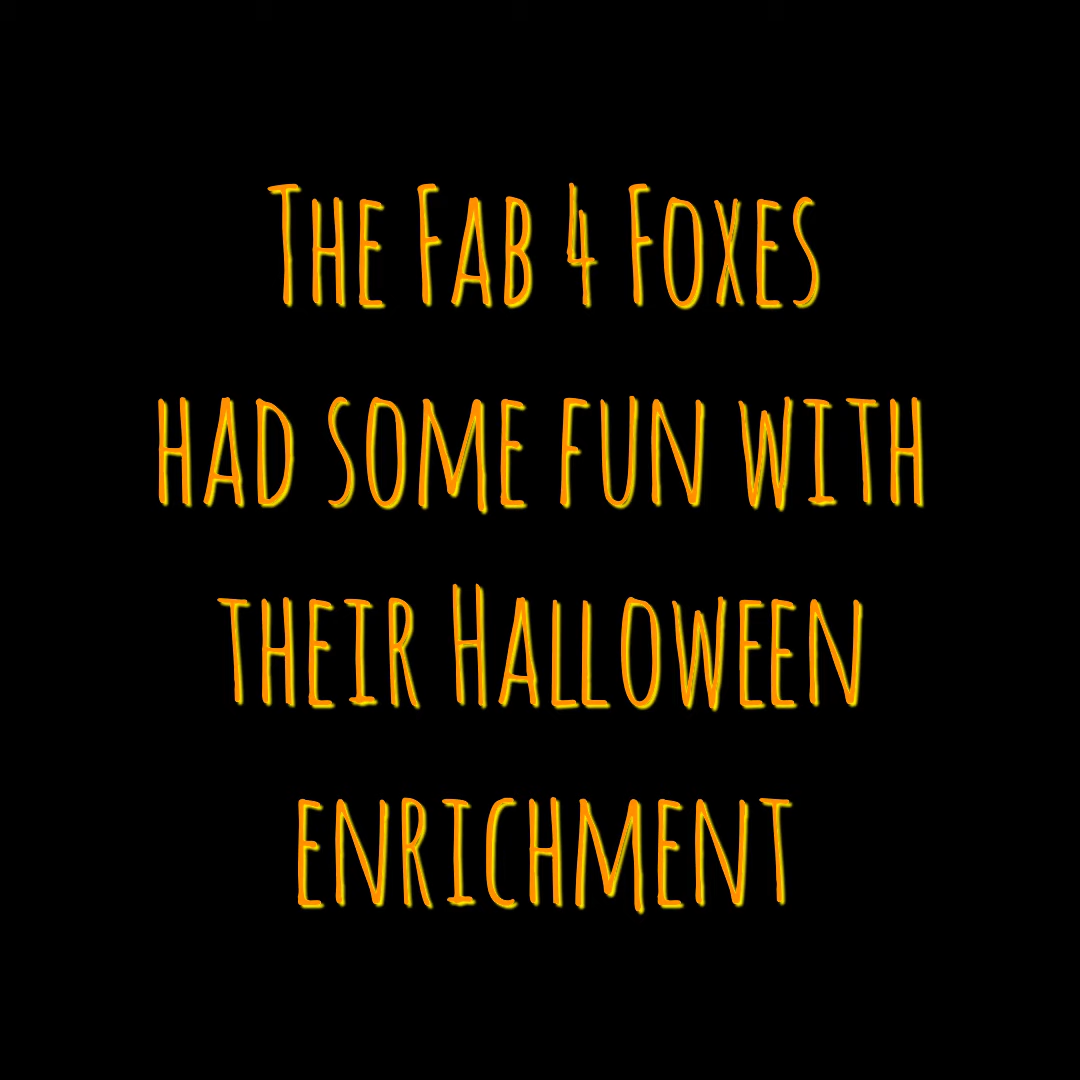 The Fab 4 Foxes
had some fun with
their Halloween
enrichment